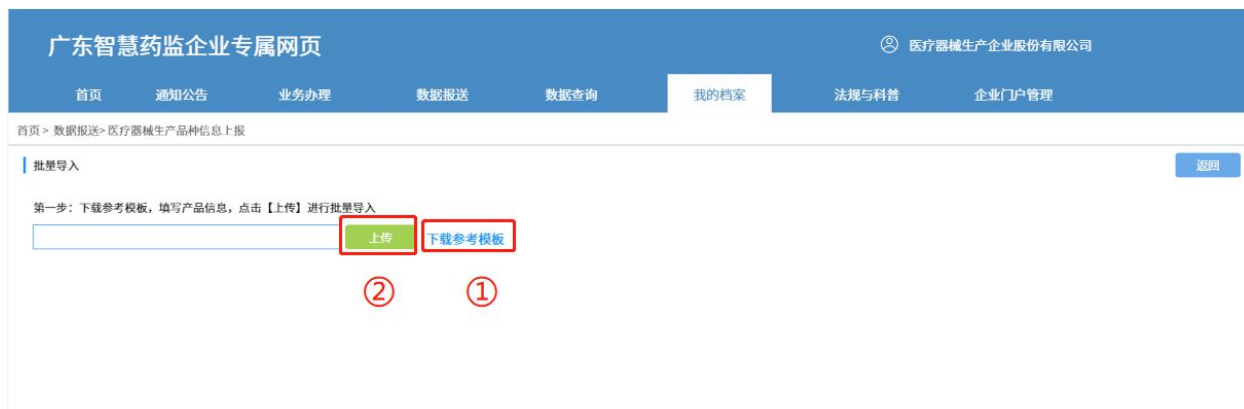 广东智慧药监企业专属网页
医疗器械生产企业股份有限公司
首页 通知公告 业务办理 数据报送 数据查询 我的档案 法规与科普 企业门户管理
首页> 数据报送> 医疗器械生产品种信息上报
批量导入 返回
第一步：下载参考模板，填写产品信息，点击【上传】进行批量导入
上传 下载参考模板
② ①